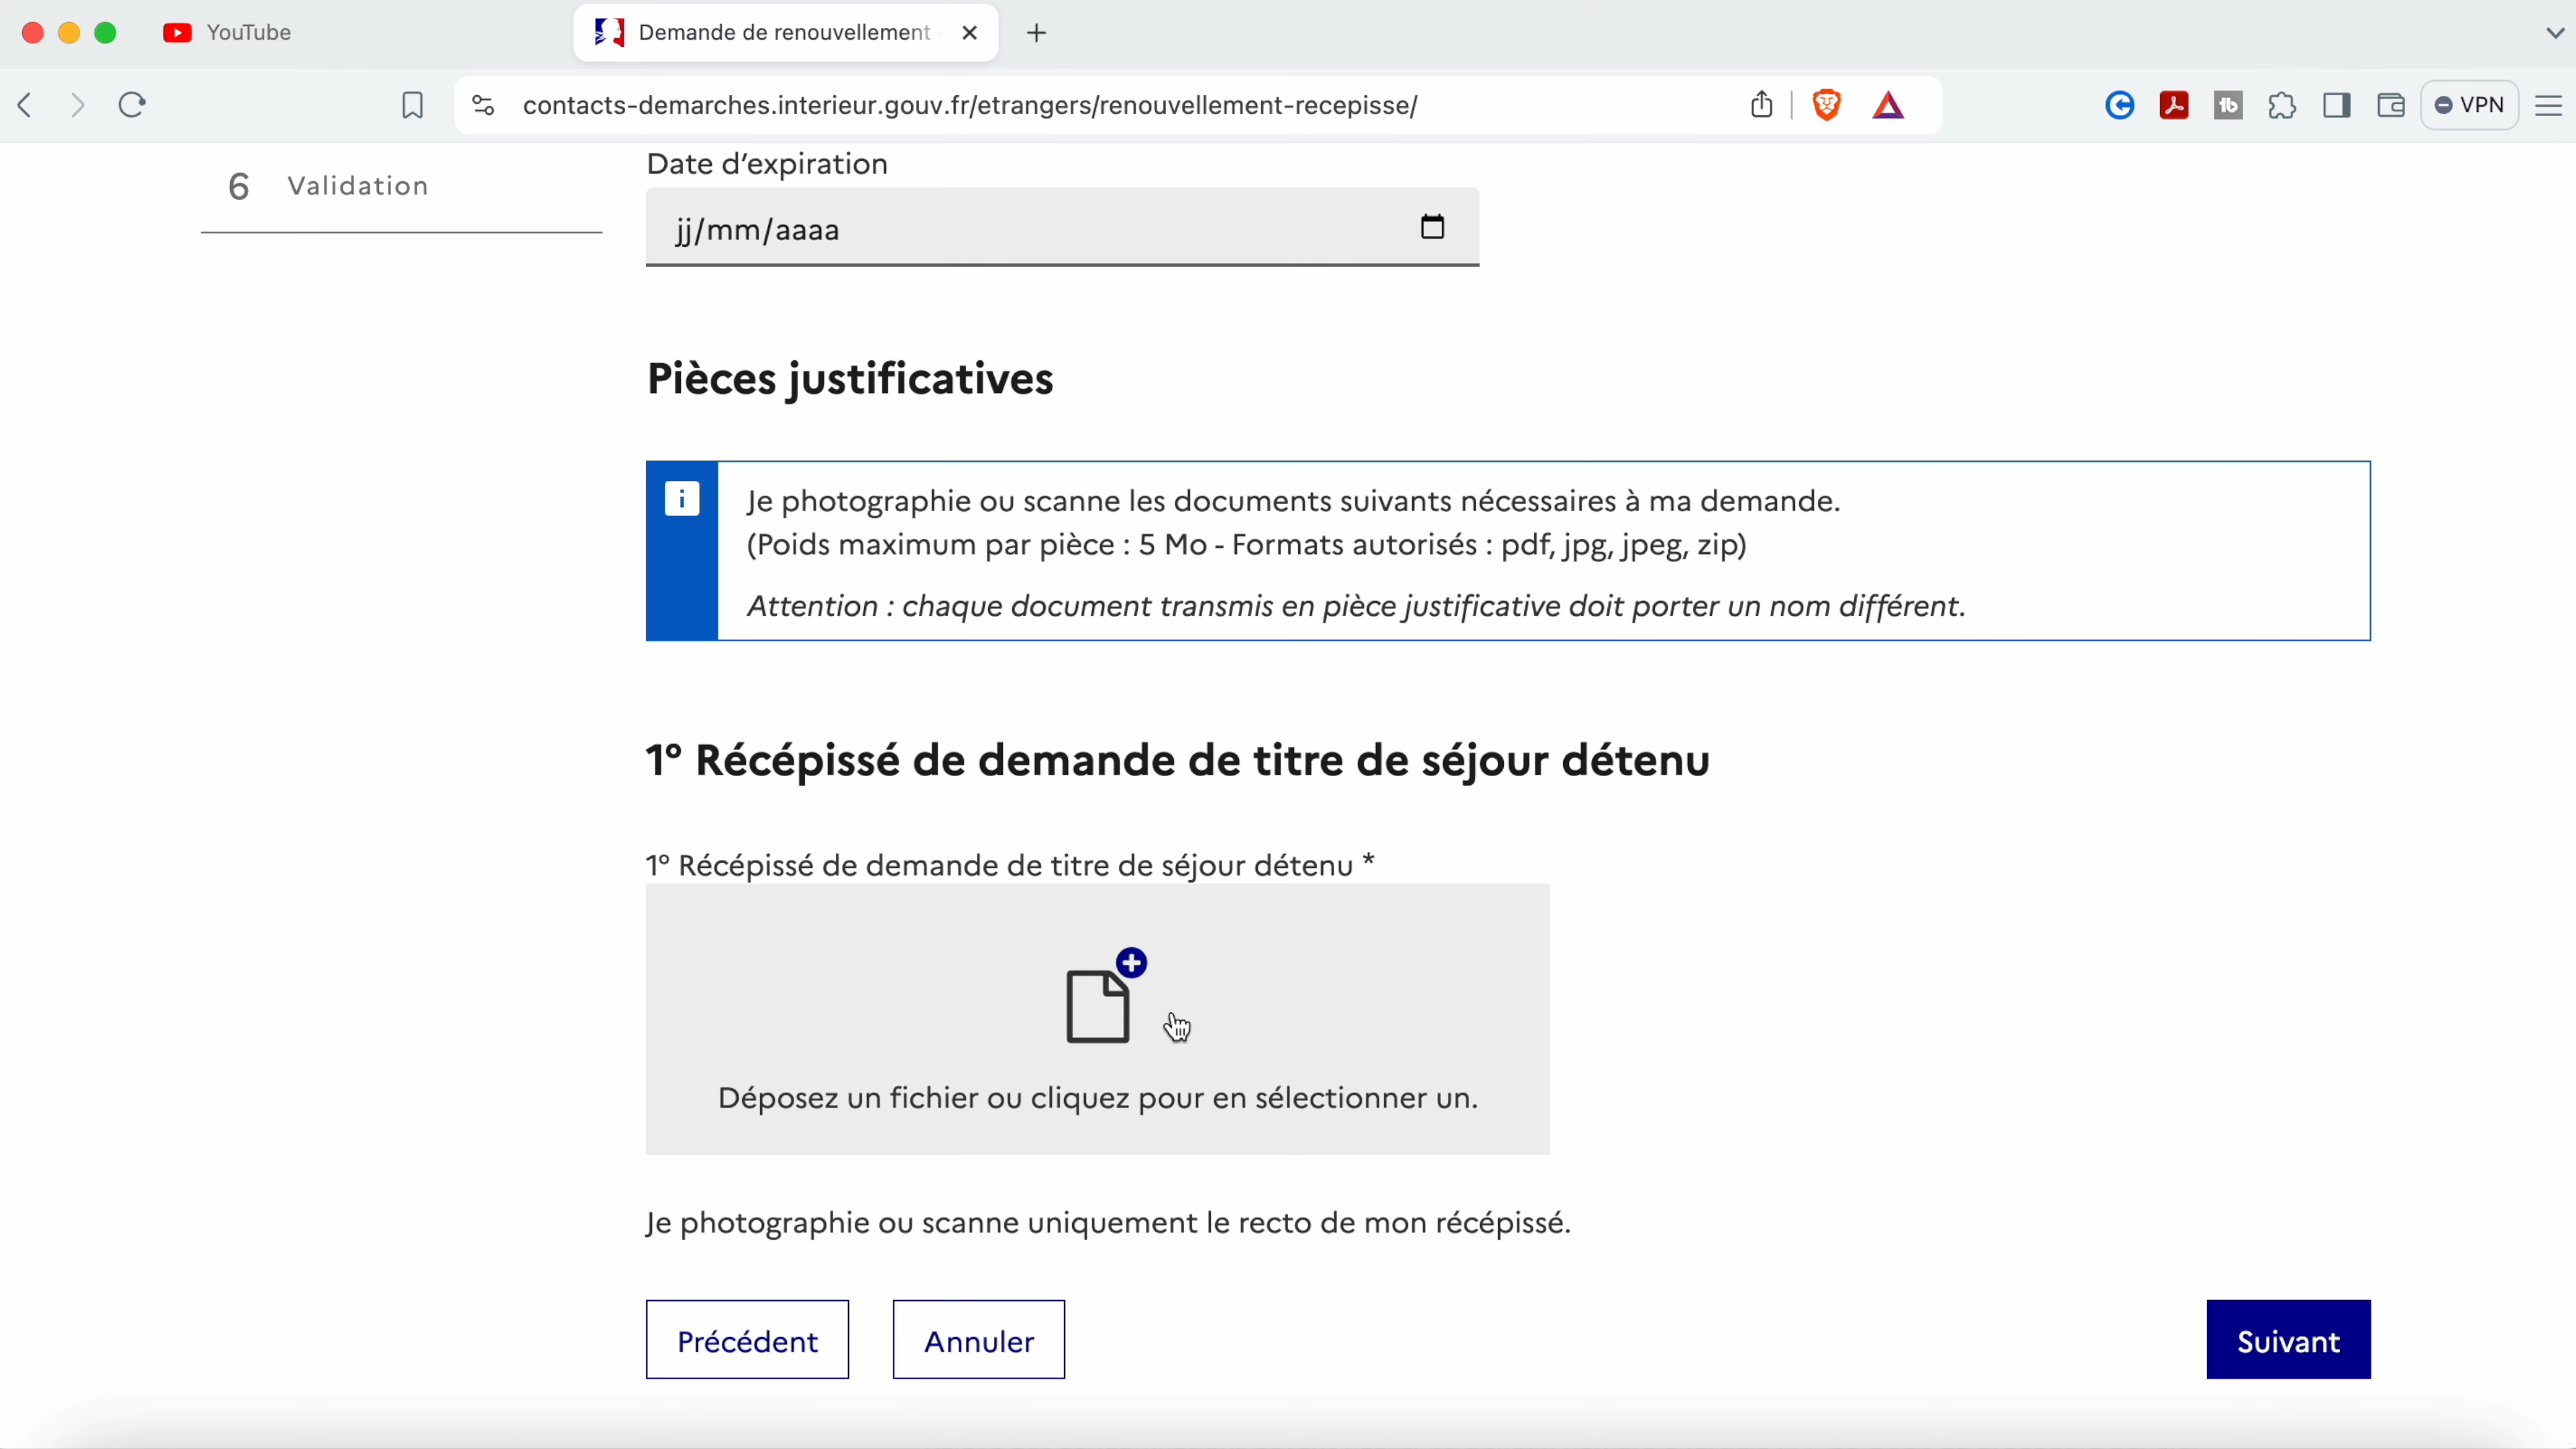 YouTube
Demande de renouvellement
contacts-demarches.interieur.gouv.fr/etrangers/renouvellement-recepisse/
VPN
6 Validation
Date d’expiration
jj/mm/aaaa
Pièces justificatives
Je photographie ou scanne les documents suivants nécessaires à ma demande.
(Poids maximum par pièce : 5 Mo - Formats autorisés : pdf, jpg, jpeg, zip)
Attention : chaque document transmis en pièce justificative doit porter un nom différent.
1° Récépissé de demande de titre de séjour détenu
1° Récépissé de demande de titre de séjour détenu *
Déposez un fichier ou cliquez pour en sélectionner un.
Je photographie ou scanne uniquement le recto de mon récépissé.
Précédent
Annuler
Suivant